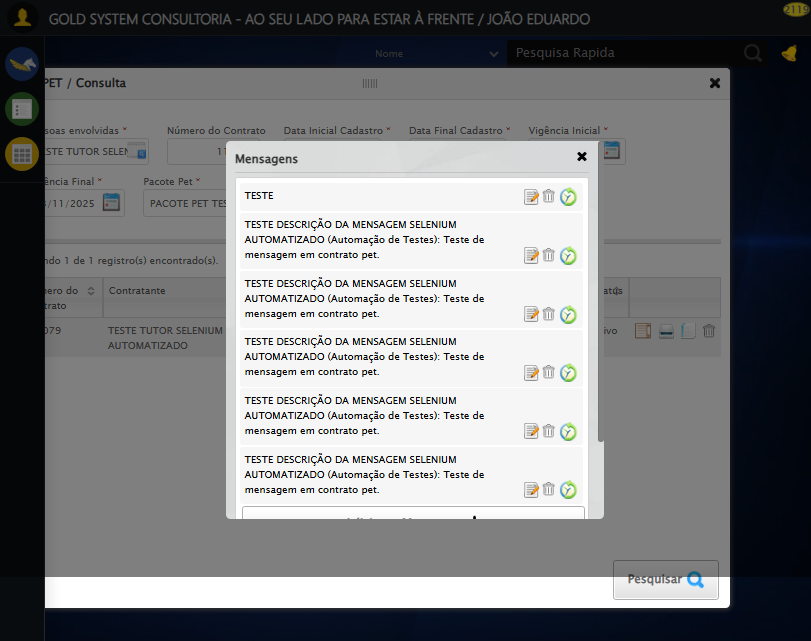 GOLD SYSTEM CONSULTORIA - AO SEU LADO PARA ESTAR À FRENTE / JOÃO EDUARDO
2119
Nome
Pesquisa Rapida
PET / Consulta
soas envolvidas *
Número do Contrato
Data Inicial Cadastro *
Data Final Cadastro *
Vigência Inicial *
STE TUTOR SELEN
11
ência Final *
Pacote Pet *
/11/2025
PACOTE PET TES
ndo 1 de 1 registro(s) encontrado(s).
ero do
trato
Contratante
atus
079
TESTE TUTOR SELENIUM
AUTOMATIZADO
ivo
Mensagens
TESTE
TESTE DESCRIÇÃO DA MENSAGEM SELENIUM
AUTOMATIZADO (Automação de Testes): Teste de
mensagem em contrato pet.
TESTE DESCRIÇÃO DA MENSAGEM SELENIUM
AUTOMATIZADO (Automação de Testes): Teste de
mensagem em contrato pet.
TESTE DESCRIÇÃO DA MENSAGEM SELENIUM
AUTOMATIZADO (Automação de Testes): Teste de
mensagem em contrato pet.
TESTE DESCRIÇÃO DA MENSAGEM SELENIUM
AUTOMATIZADO (Automação de Testes): Teste de
mensagem em contrato pet.
TESTE DESCRIÇÃO DA MENSAGEM SELENIUM
AUTOMATIZADO (Automação de Testes): Teste de
mensagem em contrato pet.
Pesquisar